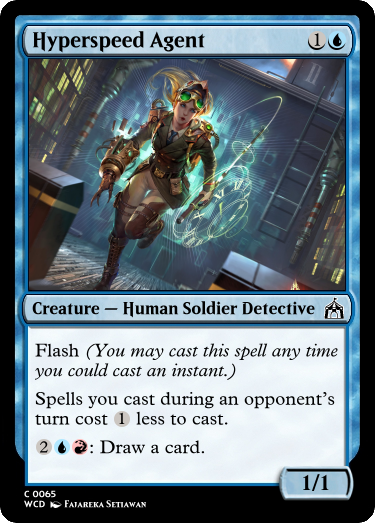 Hyperspeed Agent 1
Creature — Human Soldier Detective
Flash (You may cast this spell any time
you could cast an instant.)
Spells you cast during an opponent's
turn cost 1 less to cast.
2 : Draw a card.
1/1
C 0065
WCD Fajareka Setiawan